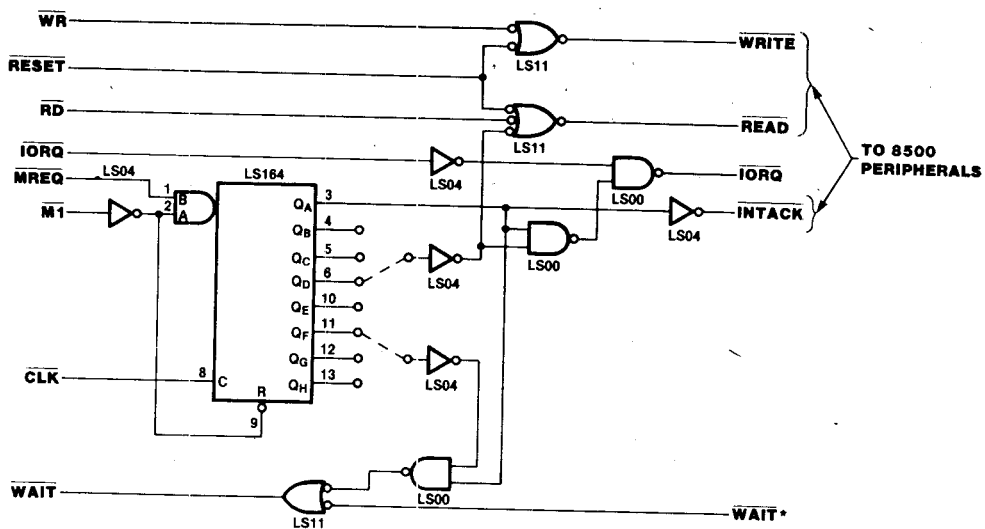 WR
WRITE
LS11
RESET
RD
READ
LS11
IORQ
LS04
LS00
IORQ
TO 8500
PERIPHERALS
MREQ
LS04
LS164
1
B
2
A
M1
3
QA
INTACK
LS04
4
QB
LS00
5
QC
6
QD
LS04
10
QE
11
QF
12
QG
LS04
13
QH
CLK
8
C
R
9
WAIT
LS11
LS00
WAIT*